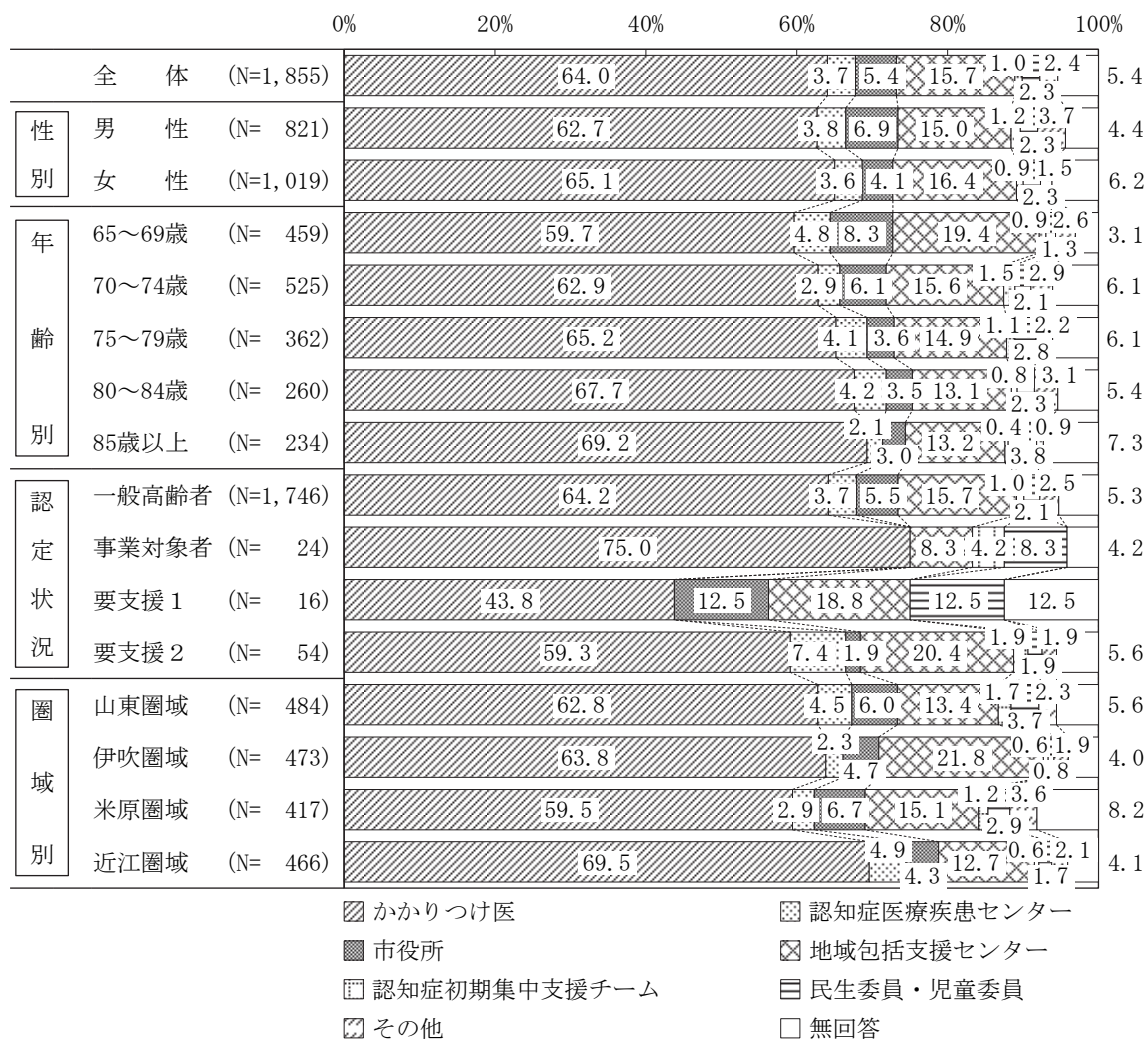 0% 20% 40% 60% 80% 100%
全 体 (N=1,855) 64.0 3.7 5.4 15.7 1.0 2.3 2.4 5.4
性別
男 性 (N= 821) 62.7 3.8 6.9 15.0 1.2 2.3 3.7 4.4
女 性 (N=1,019) 65.1 3.6 4.1 16.4 0.9 2.3 1.5 6.2
年齢別
65～69歳 (N= 459) 59.7 4.8 8.3 19.4 0.9 1.3 2.6 3.1
70～74歳 (N= 525) 62.9 2.9 6.1 15.6 1.5 2.1 2.9 6.1
75～79歳 (N= 362) 65.2 4.1 3.6 14.9 1.1 2.8 2.2 6.1
80～84歳 (N= 260) 67.7 4.2 3.5 13.1 0.8 2.3 3.1 5.4
85歳以上 (N= 234) 69.2 2.1 3.0 13.2 0.4 3.8 0.9 7.3
認定状況
一般高齢者 (N=1,746) 64.2 3.7 5.5 15.7 1.0 2.1 2.5 5.3
事業対象者 (N= 24) 75.0 8.3 4.2 8.3 4.2
要支援１ (N= 16) 43.8 12.5 18.8 12.5 12.5
要支援２ (N= 54) 59.3 7.4 1.9 20.4 1.9 1.9 1.9 5.6
圏域別
山東圏域 (N= 484) 62.8 4.5 6.0 13.4 1.7 3.7 2.3 5.6
伊吹圏域 (N= 473) 63.8 2.3 4.7 21.8 0.6 0.8 1.9 4.0
米原圏域 (N= 417) 59.5 2.9 6.7 15.1 1.2 2.9 3.6 8.2
近江圏域 (N= 466) 69.5 4.9 4.3 12.7 0.6 1.7 2.1 4.1
かかりつけ医 認知症医療疾患センター
市役所 地域包括支援センター
認知症初期集中支援チーム 民生委員・児童委員
その他 無回答